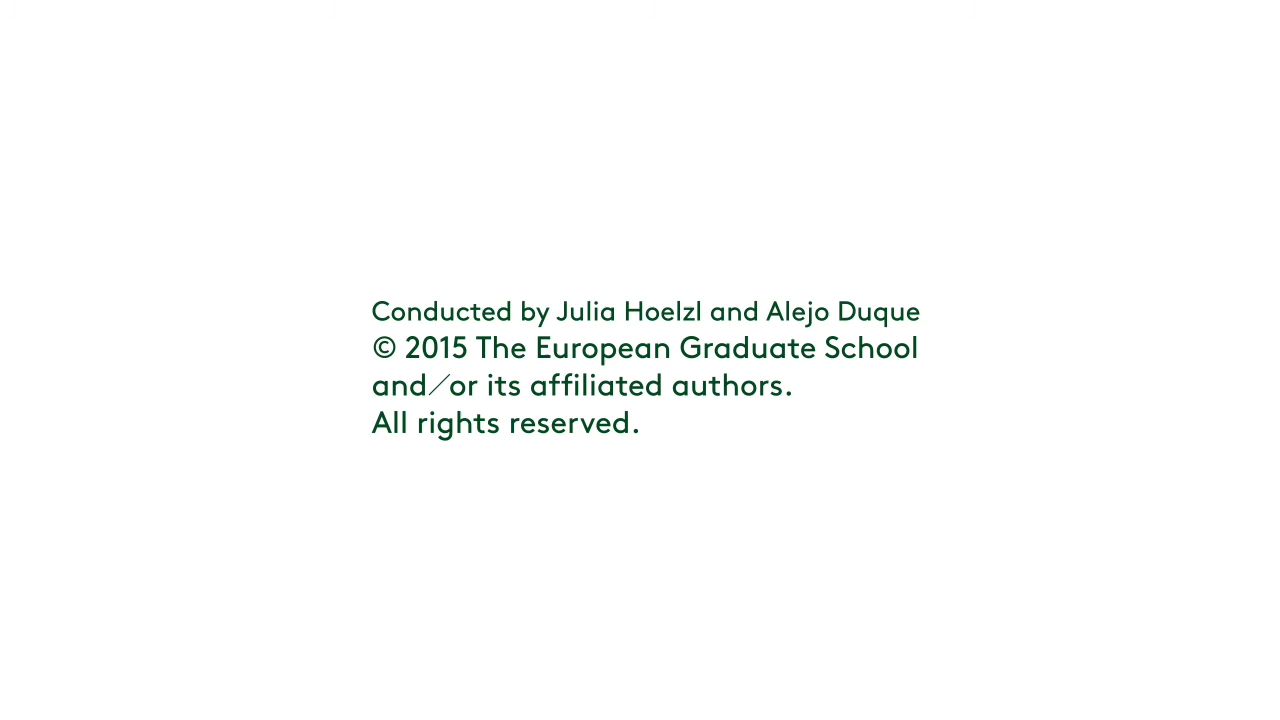 Conducted by Julia Hoelzl and Alejo Duque
© 2015 The European Graduate School
and/or its affiliated authors.
All rights reserved.